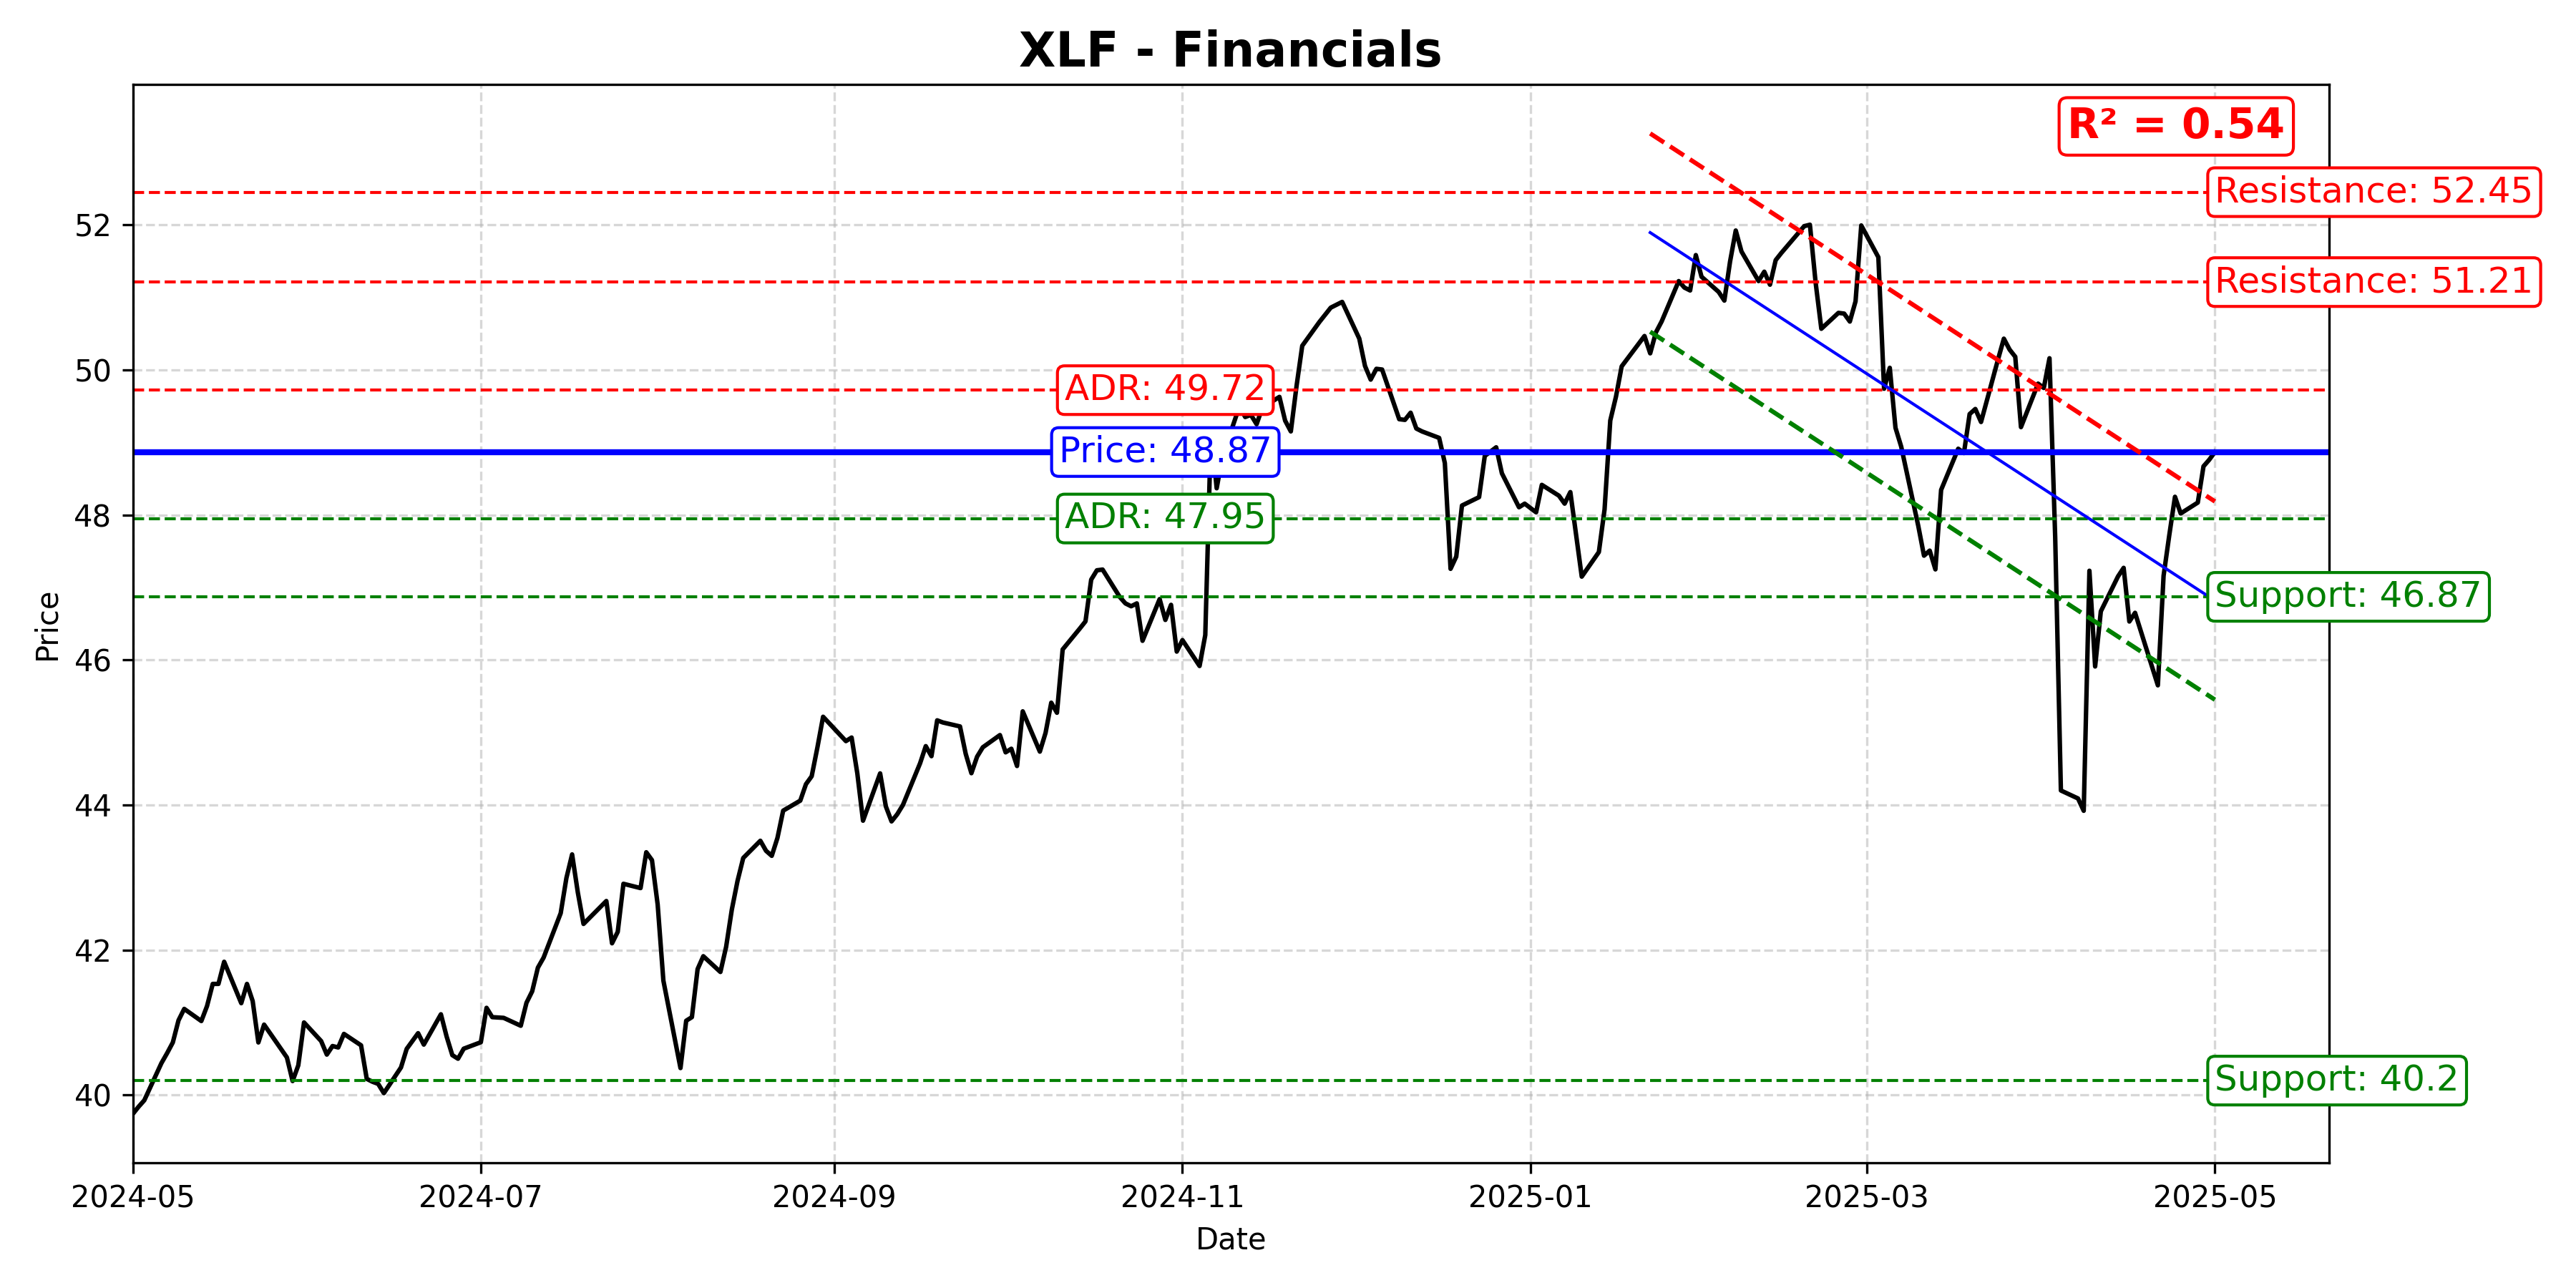 XLF - Financials
R² = 0.54
Resistance: 52.45
52
Resistance: 51.21
50
ADR: 49.72
Price: 48.87
48
ADR: 47.95
Support: 46.87
46
Price
44
42
Support: 40.2
40
2024-05
2024-07
2024-09
2024-11
2025-01
2025-03
2025-05
Date